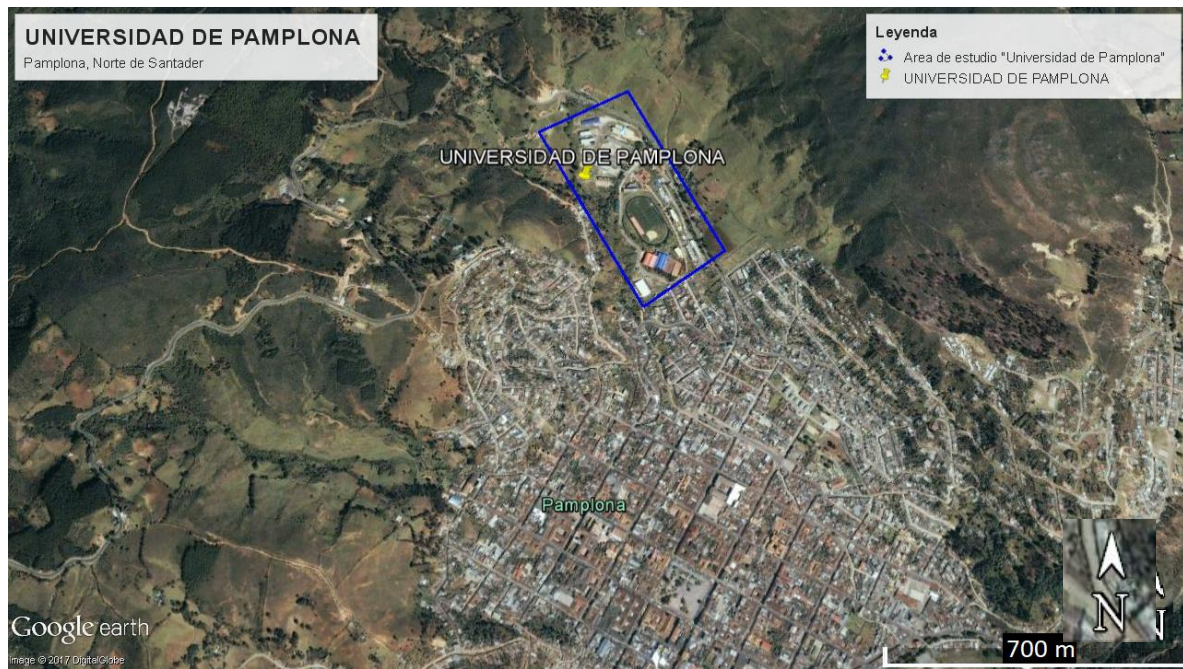 UNIVERSIDAD DE PAMPLONA
Pamplona, Norte de Santader
Leyenda
Area de estudio "Universidad de Pamplona"
UNIVERSIDAD DE PAMPLONA
UNIVERSIDAD DE PAMPLONA
Pamplona
N
N
Google earth
700 m
Image © 2017 DigitalGlobe